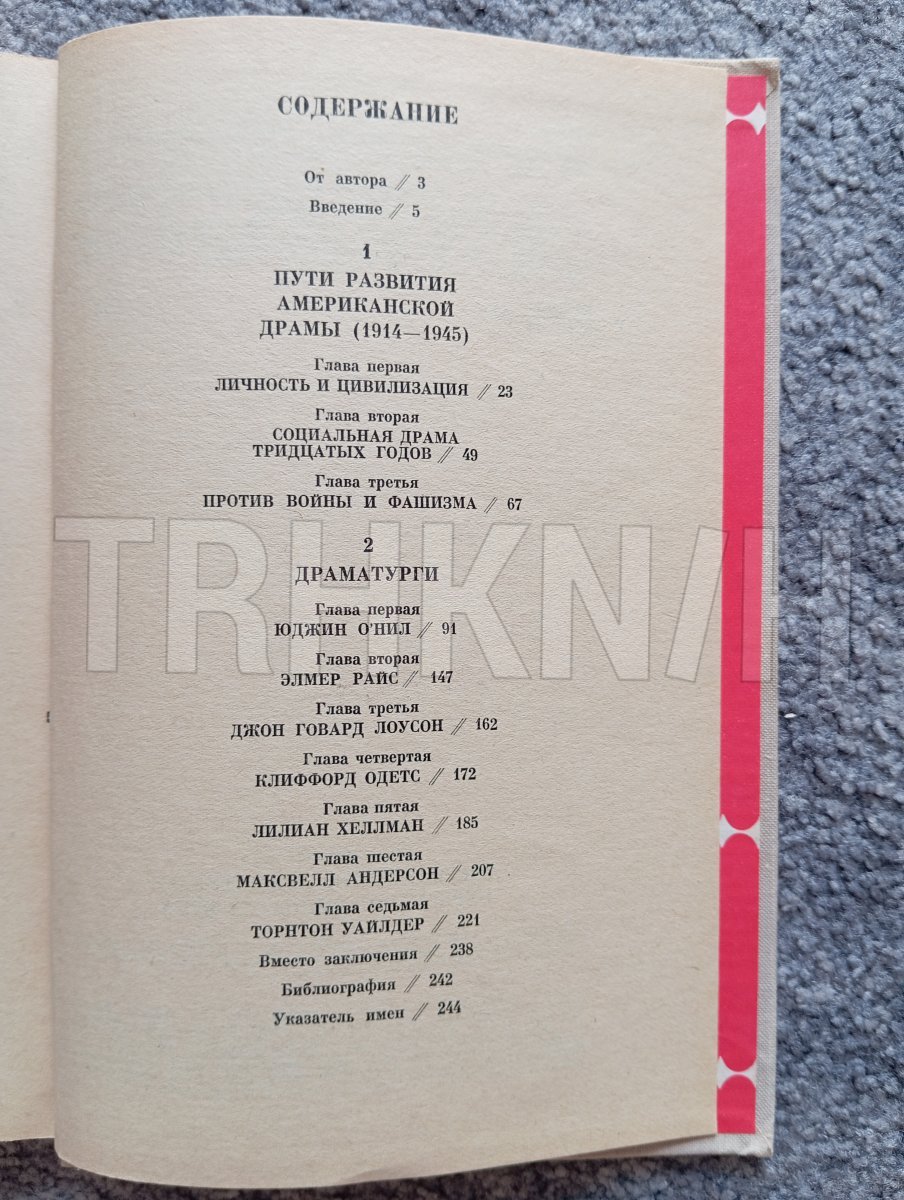 СОДЕРЖАНИЕ
От автора // 3
Введение // 5
1
ПУТИ РАЗВИТИЯ
АМЕРИКАНСКОЙ
ДРАМЫ (1914—1945)
Глава первая
ЛИЧНОСТЬ И ЦИВИЛИЗАЦИЯ // 23
Глава вторая
СОЦИАЛЬНАЯ ДРАМА
ТРИДЦАТЫХ ГОДОВ // 49
Глава третья
ПРОТИВ ВОЙНЫ И ФАШИЗМА // 67
TRHKN/H
2
ДРАМАТУРГИ
Глава первая
ЮДЖИН О'НИЛ // 91
Глава вторая
ЭЛМЕР РАЙС // 147
Глава третья
ДЖОН ГОВАРД ЛОУСОН // 162
Глава четвертая
КЛИФФОРД ОДЕТС // 172
Глава пятая
ЛИЛИАН ХЕЛЛМАН // 185
Глава шестая
МАКСВЕЛЛ АНДЕРСОН // 207
Глава седьмая
ТОРНТОН УАЙЛДЕР // 221
Вместо заключения // 238
Библиография // 242
Указатель имен // 244